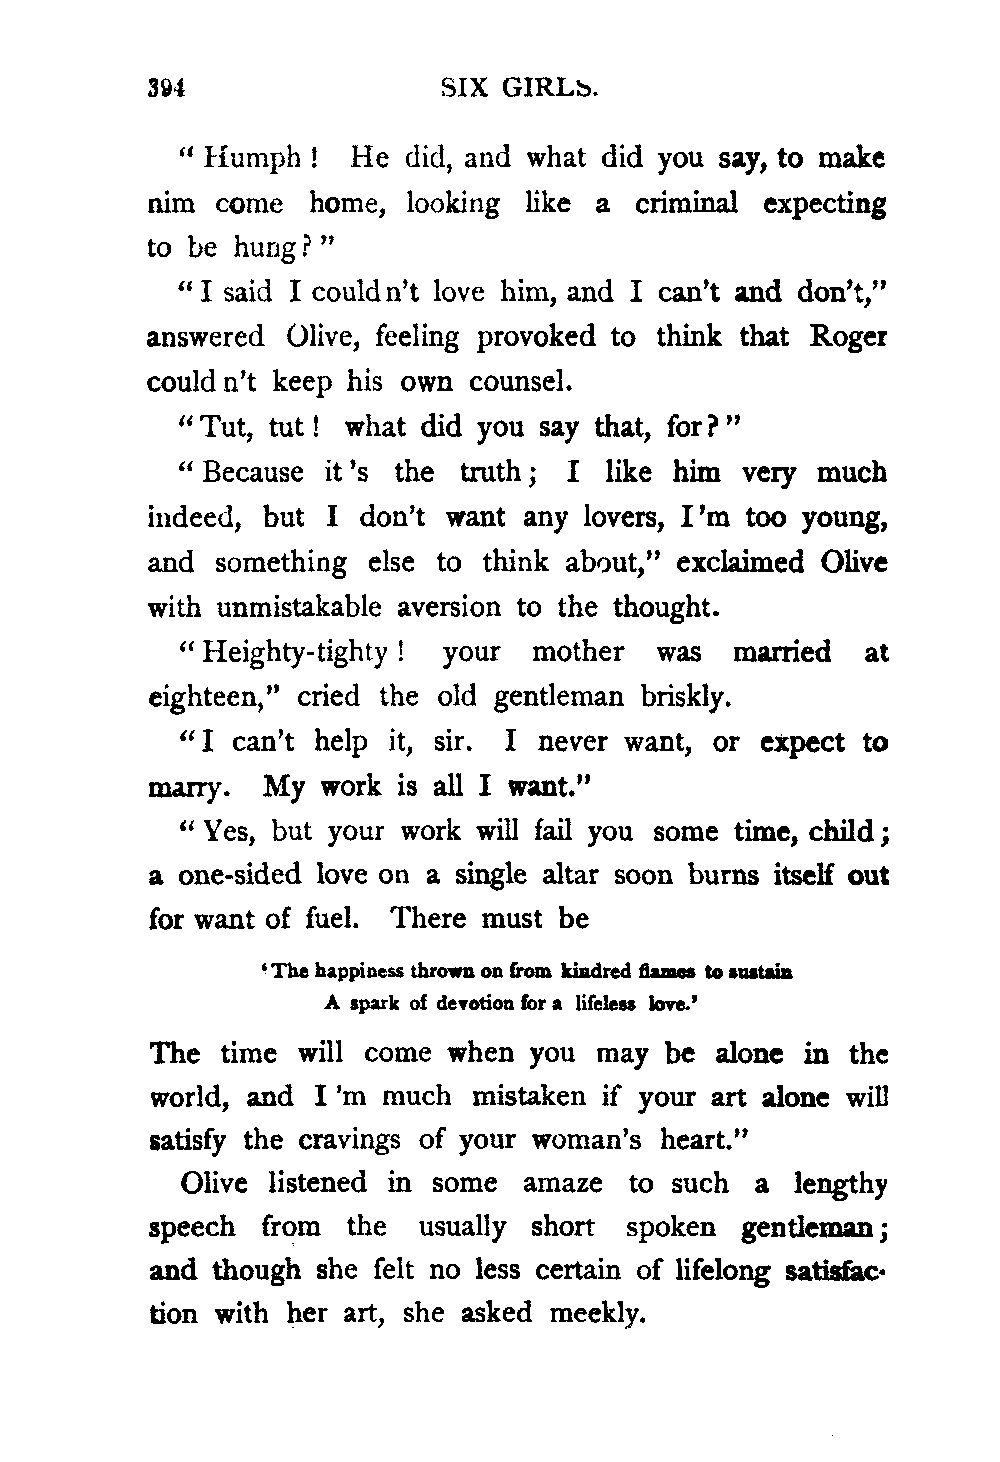 394 SIX GIRLS.
“ Humph ! He did, and what did you say, to make
him come home, looking like a criminal expecting
to be hung? ”
“ I said I couldn't love him, and I can't and don't,”
answered Olive, feeling provoked to think that Roger
could n't keep his own counsel.
“ Tut, tut ! what did you say that, for? ”
“ Because it 's the truth ; I like him very much
indeed, but I don't want any lovers, I 'm too young,
and something else to think about,” exclaimed Olive
with unmistakable aversion to the thought.
“ Heighty-tighty ! your mother was married at
eighteen,” cried the old gentleman briskly.
“ I can't help it, sir. I never want, or expect to
marry. My work is all I want.”
“ Yes, but your work will fail you some time, child ;
a one-sided love on a single altar soon burns itself out
for want of fuel. There must be
‘ The happiness thrown on from kindred flames to sustain
A spark of devotion for a lifeless love.’
The time will come when you may be alone in the
world, and I 'm much mistaken if your art alone will
satisfy the cravings of your woman's heart.”
Olive listened in some amaze to such a lengthy
speech from the usually short spoken gentleman ;
and though she felt no less certain of lifelong satisfac-
tion with her art, she asked meekly.